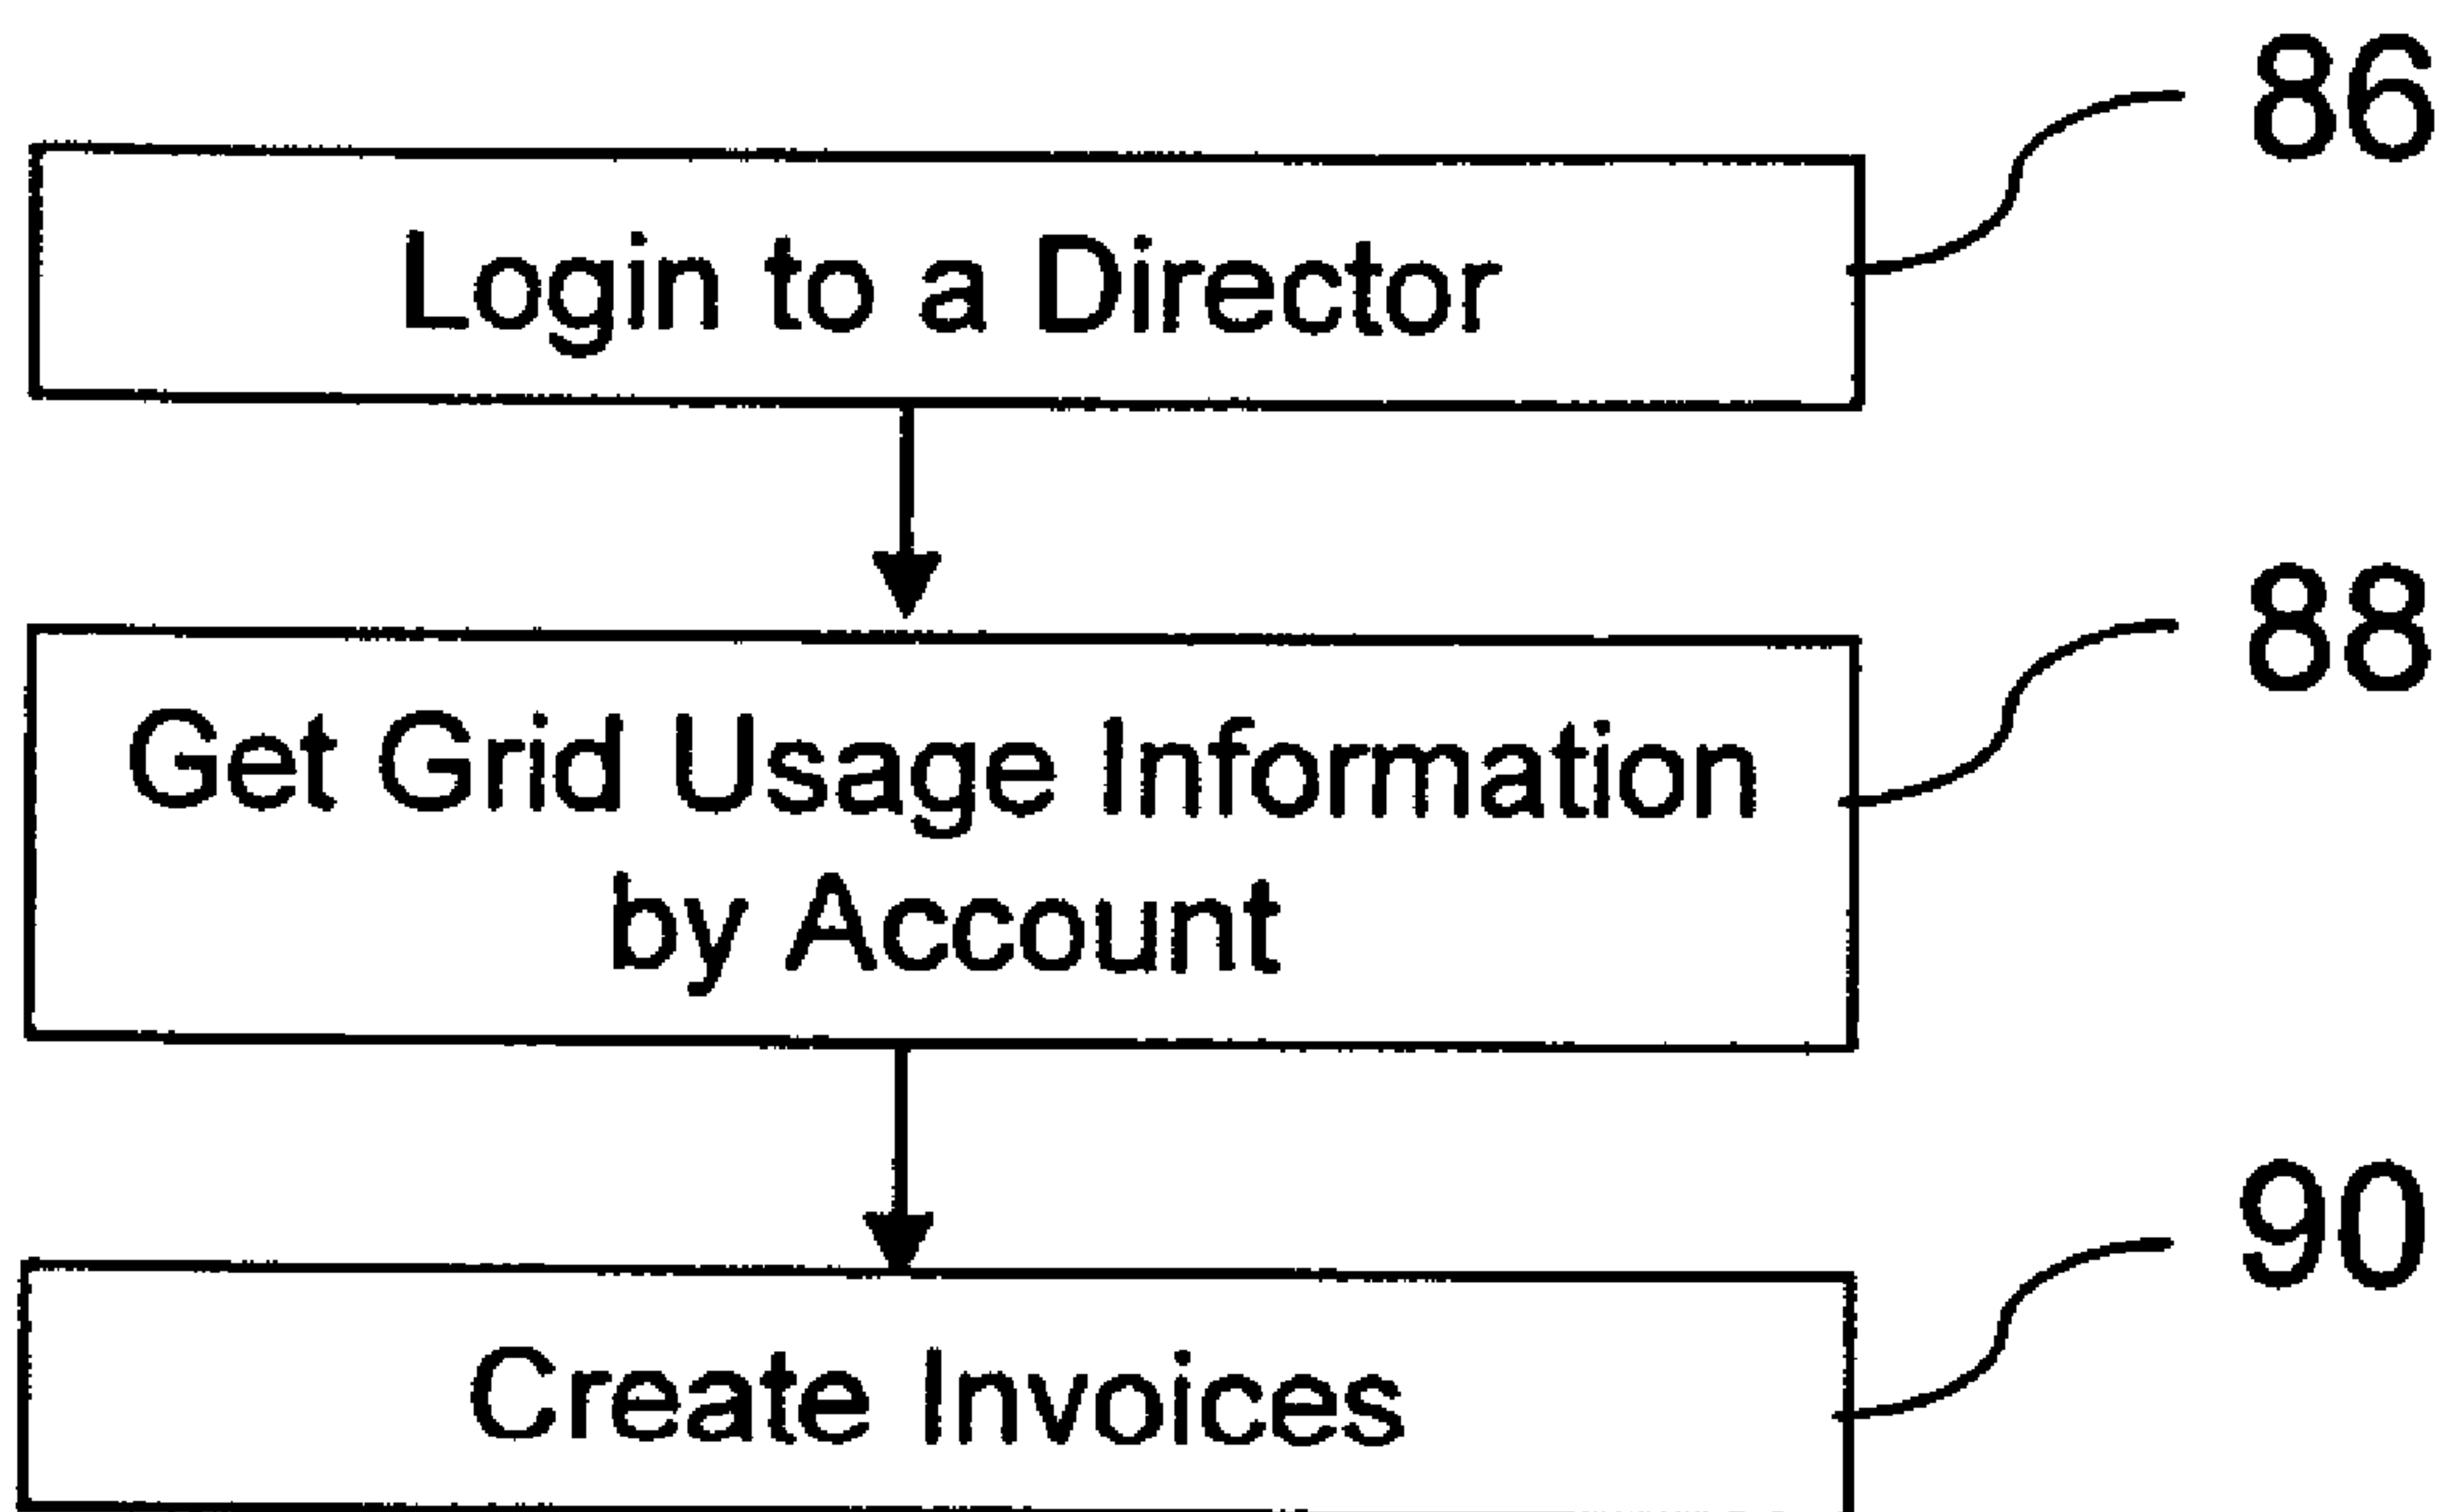 86
Login to a Director
88
Get Grid Usage Information
by Account
90
Create Invoices